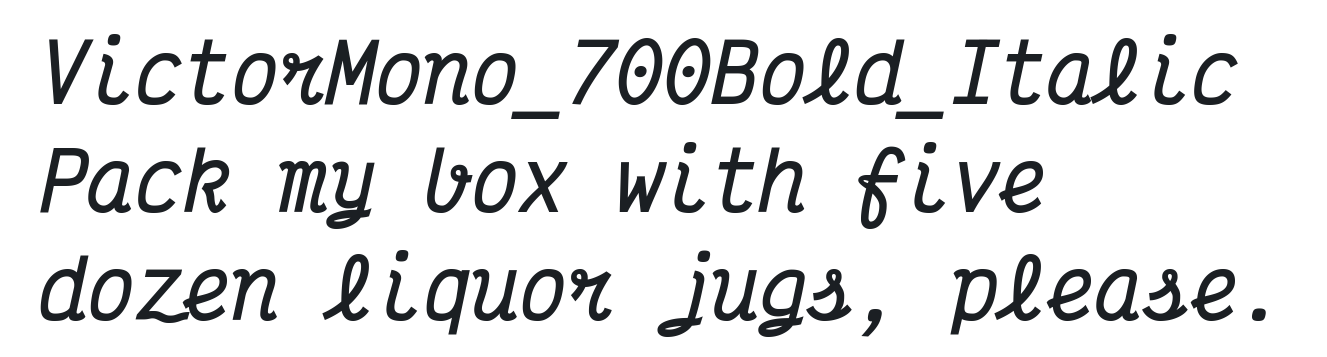 VictorMono_700Bold_Italic
Pack my box with five
dozen liquor jugs, please.